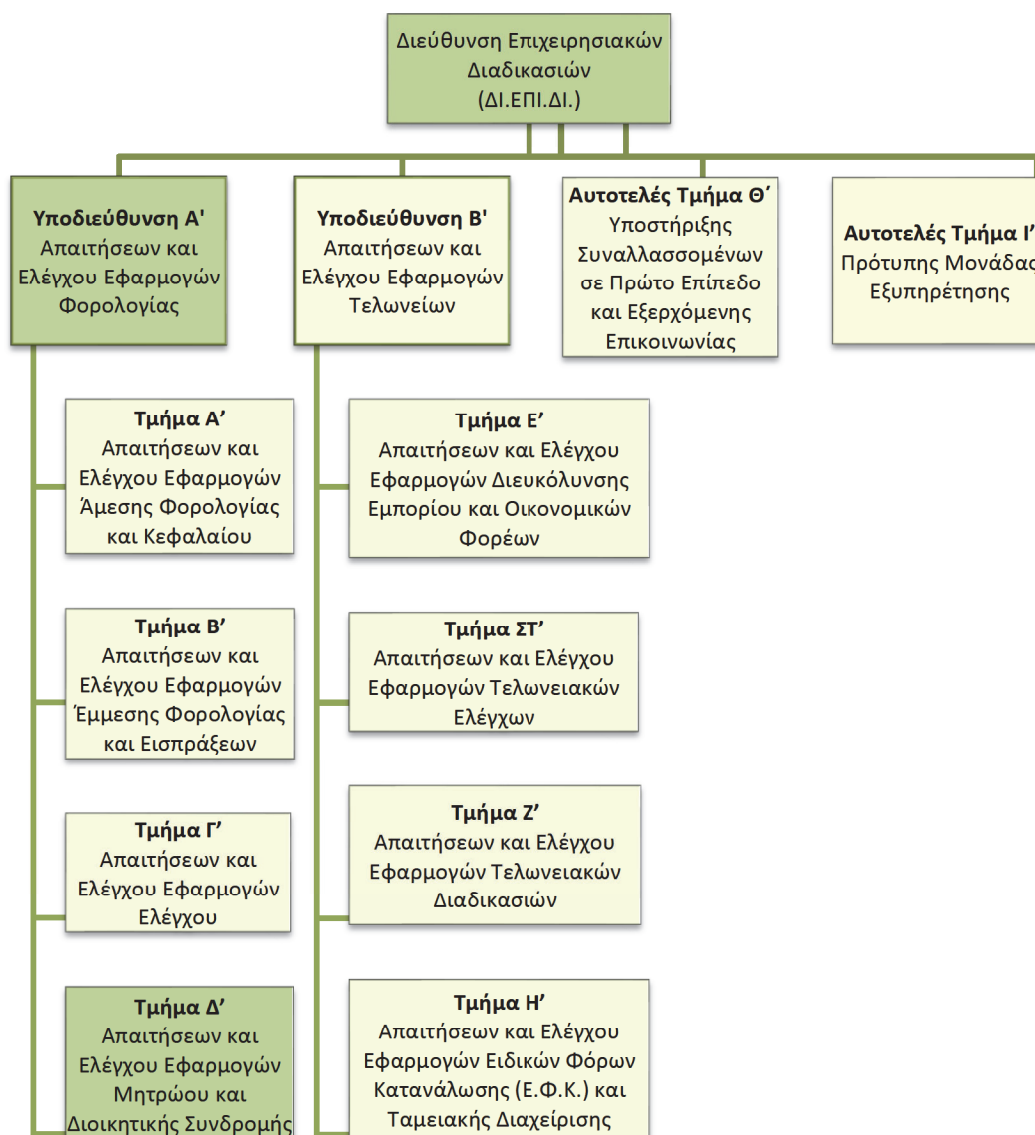 Διεύθυνση Επιχειρησιακών
Διαδικασιών
(ΔΙ.ΕΠΙ.ΔΙ.)
Υποδιεύθυνση Α'
Απαιτήσεων και
Ελέγχου Εφαρμογών
Φορολογίας
Υποδιεύθυνση Β'
Απαιτήσεων και
Ελέγχου Εφαρμογών
Τελωνείων
Αυτοτελές Τμήμα Θ’
Υποστήριξης
Συναλλασσομένων
σε Πρώτο Επίπεδο
και Εξερχόμενης
Επικοινωνίας
Αυτοτελές Τμήμα Ι’
Πρότυπης Μονάδας
Εξυπηρέτησης
Τμήμα Α’
Απαιτήσεων και
Ελέγχου Εφαρμογών
Άμεσης Φορολογίας
και Κεφαλαίου
Τμήμα Β’
Απαιτήσεων και
Ελέγχου Εφαρμογών
Έμμεσης Φορολογίας
και Εισπράξεων
Τμήμα Γ’
Απαιτήσεων και
Ελέγχου Εφαρμογών
Ελέγχου
Τμήμα Δ’
Απαιτήσεων και
Ελέγχου Εφαρμογών
Μητρώου και
Διοικητικής Συνδρομής
Τμήμα Ε’
Απαιτήσεων και Ελέγχου
Εφαρμογών Διευκόλυνσης
Εμπορίου και Οικονομικών
Φορέων
Τμήμα ΣΤ’
Απαιτήσεων και Ελέγχου
Εφαρμογών Τελωνειακών
Ελέγχων
Τμήμα Ζ’
Απαιτήσεων και Ελέγχου
Εφαρμογών Τελωνειακών
Διαδικασιών
Τμήμα Η’
Απαιτήσεων και Ελέγχου
Εφαρμογών Ειδικών Φόρων
Κατανάλωσης (Ε.Φ.Κ.) και
Ταμειακής Διαχείρισης